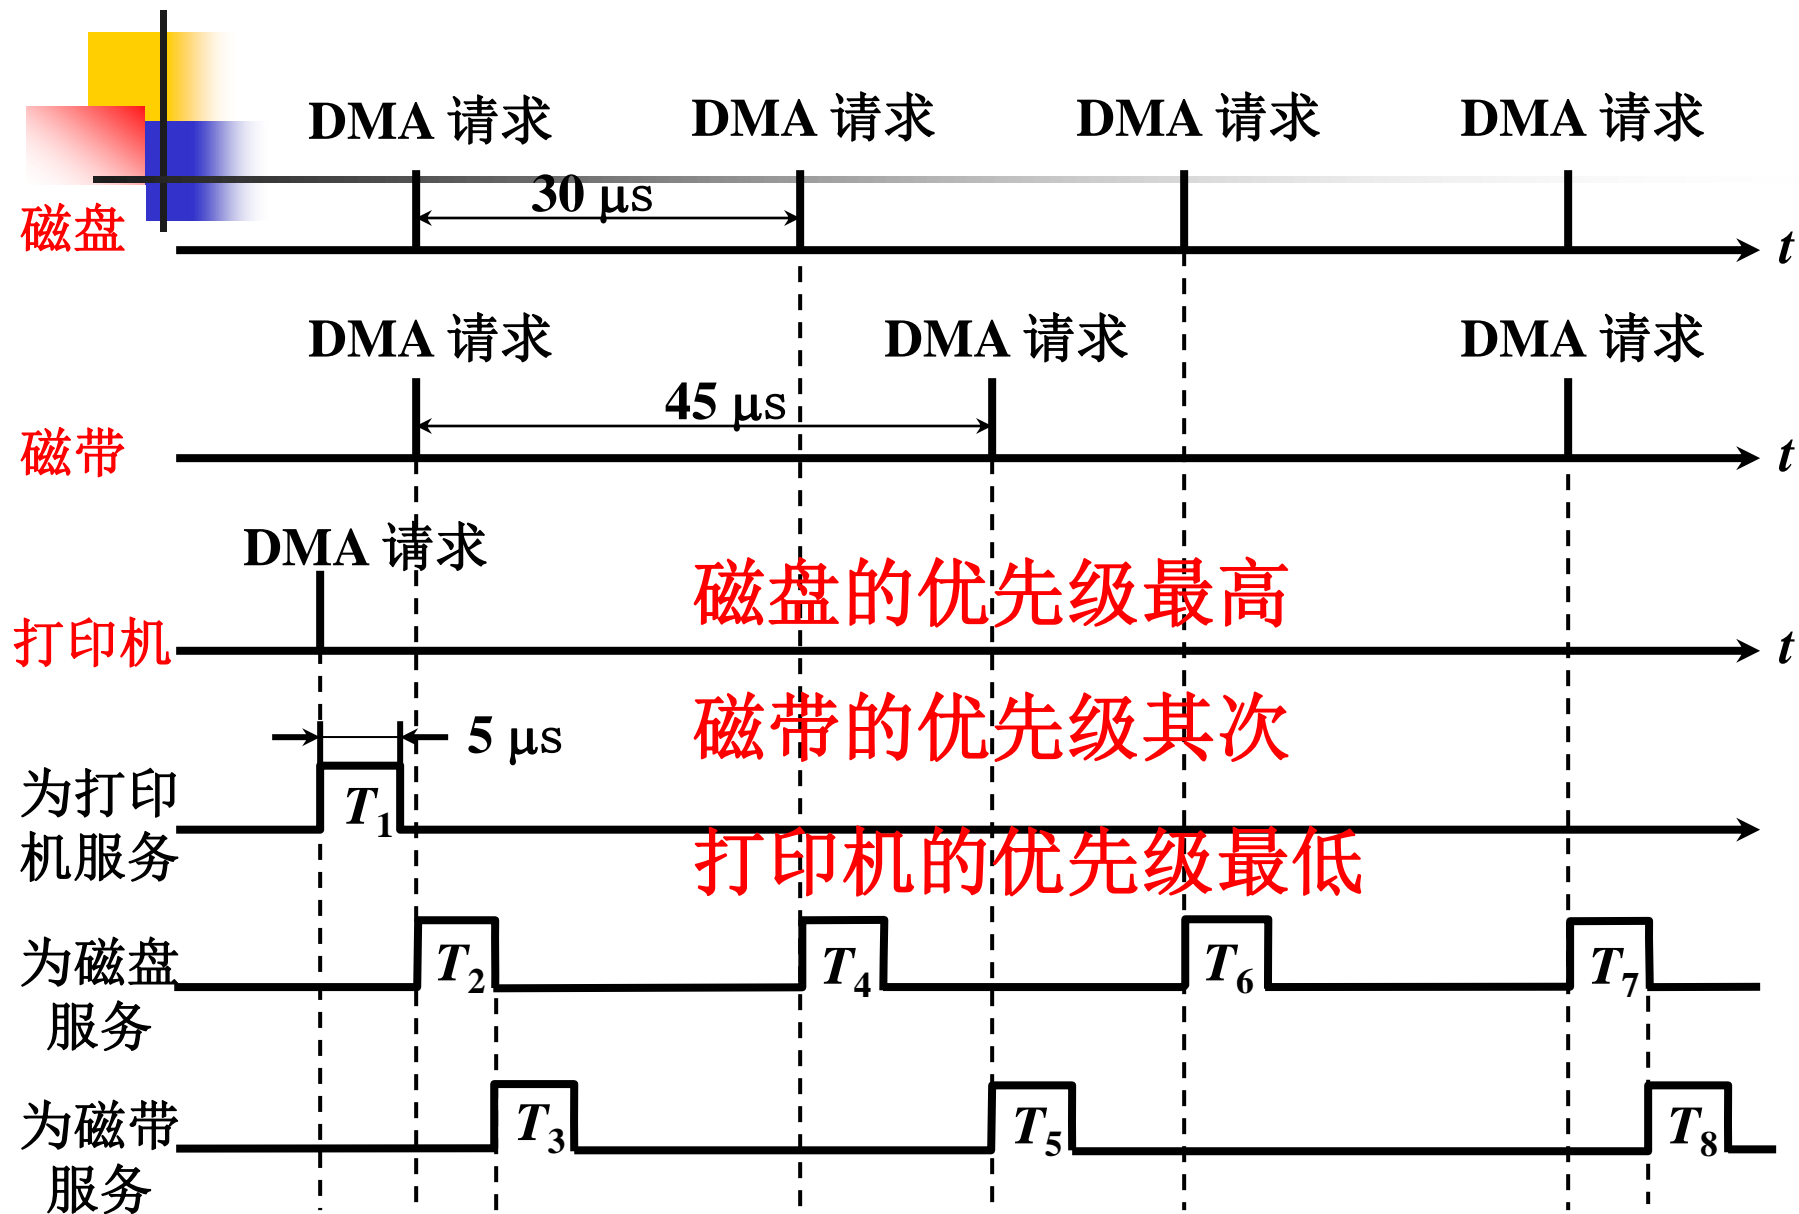 DMA 请求 DMA 请求 DMA 请求 DMA 请求
30 μs
磁盘 t
DMA 请求 DMA 请求 DMA 请求
45 μs
磁带 t
DMA 请求
磁盘的优先级最高
打印机 t
磁带的优先级其次
5 μs
为打印
机服务
T1
打印机的优先级最低
为磁盘
服务
T2 T4 T6 T7
为磁带
服务
T3 T5 T8